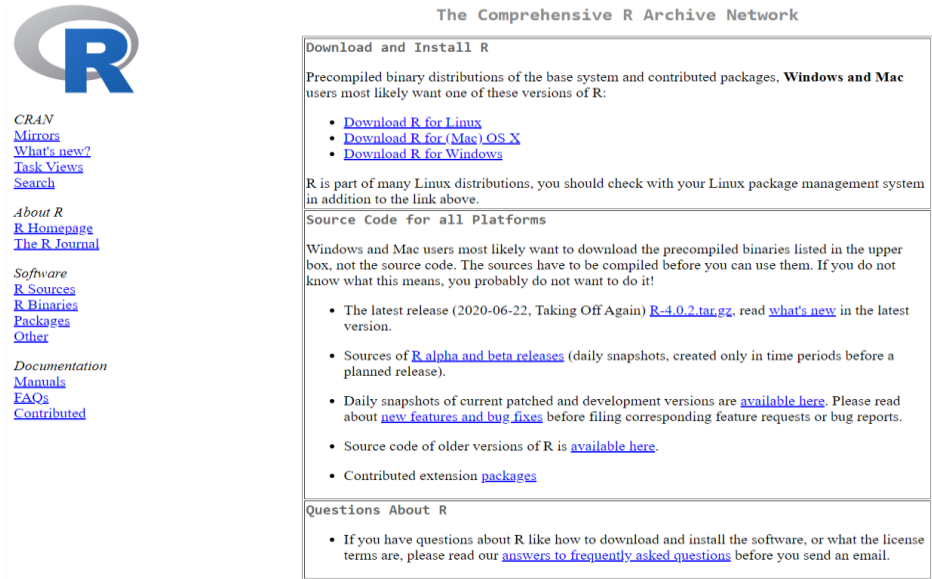 R
CRAN
Mirrors
What's new?
Task Views
Search
About R
R Homepage
The R Journal
Software
R Sources
R Binaries
Packages
Other
Documentation
Manuals
FAQs
Contributed
The Comprehensive R Archive Network
Download and Install R
Precompiled binary distributions of the base system and contributed packages, Windows and Mac
users most likely want one of these versions of R:
• Download R for Linux
• Download R for (Mac) OS X
• Download R for Windows
R is part of many Linux distributions, you should check with your Linux package management system
in addition to the link above.
Source Code for all Platforms
Windows and Mac users most likely want to download the precompiled binaries listed in the upper
box, not the source code. The sources have to be compiled before you can use them. If you do not
know what this means, you probably do not want to do it!
• The latest release (2020-06-22, Taking Off Again) R-4.0.2.tar.gz, read what's new in the latest
version.
• Sources of R alpha and beta releases (daily snapshots, created only in time periods before a
planned release).
• Daily snapshots of current patched and development versions are available here. Please read
about new features and bug fixes before filing corresponding feature requests or bug reports.
• Source code of older versions of R is available here.
• Contributed extension packages
Questions About R
• If you have questions about R like how to download and install the software, or what the license
terms are, please read our answers to frequently asked questions before you send an email.